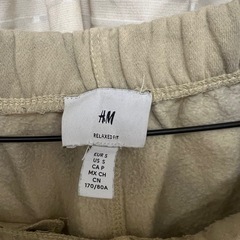 H&M
RELAXED FIT
EUR S
US S
CA P
MX CH
CN
170/80A